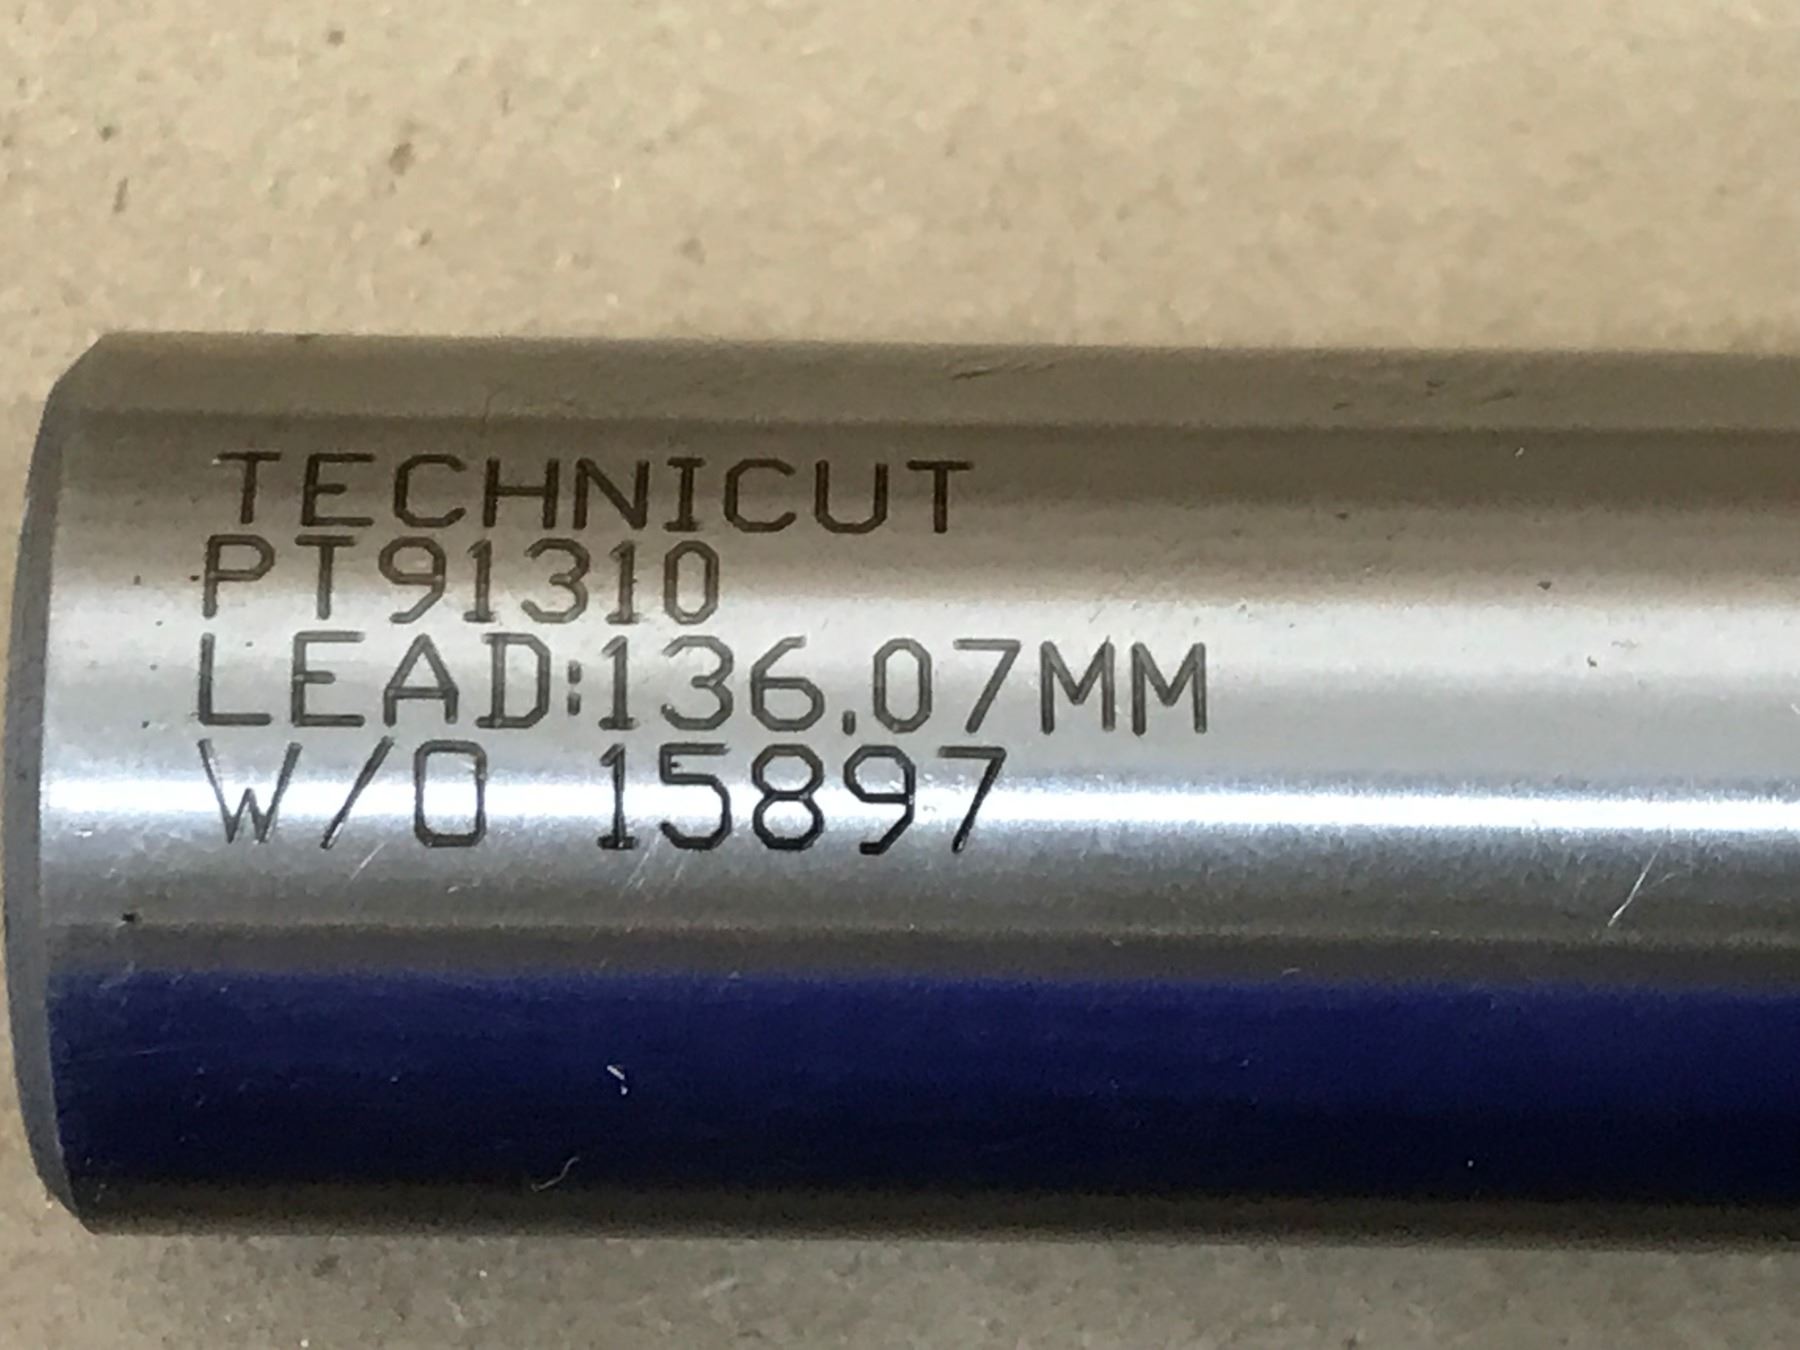 TECHNICUT
PT91310
LEAD:136.07MM
W/O 15897